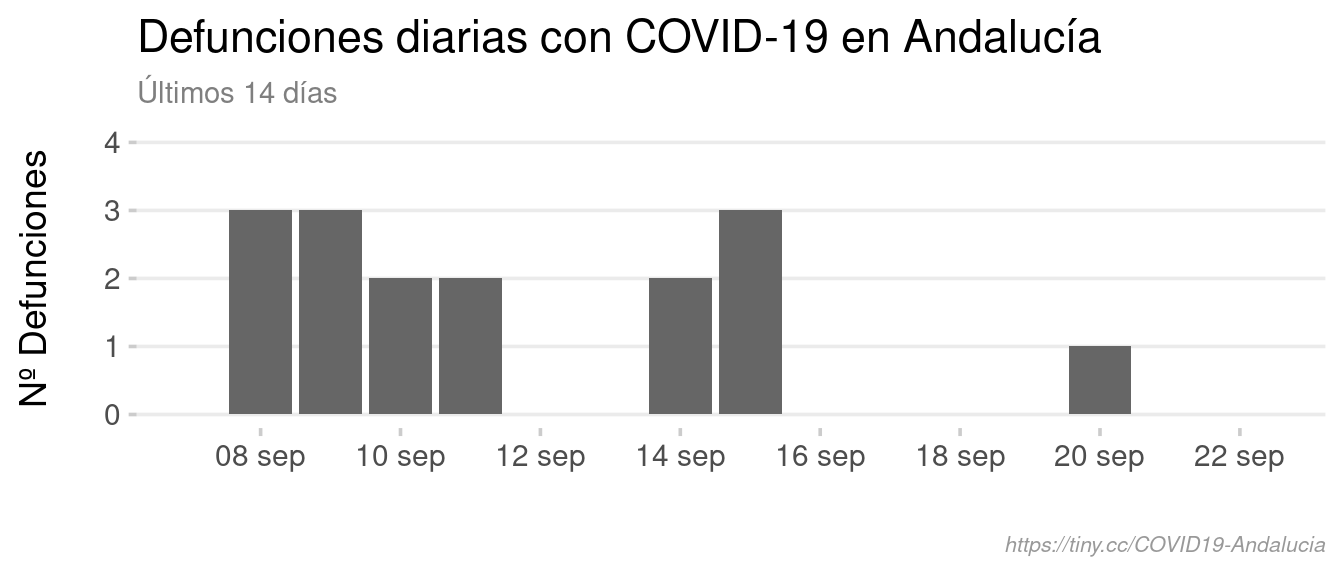 Defunciones diarias con COVID-19 en Andalucía
Últimos 14 días
Nº Defunciones
4
3
2
1
0
08 sep 10 sep 12 sep 14 sep 16 sep 18 sep 20 sep 22 sep
https://tiny.cc/COVID19-Andalucia